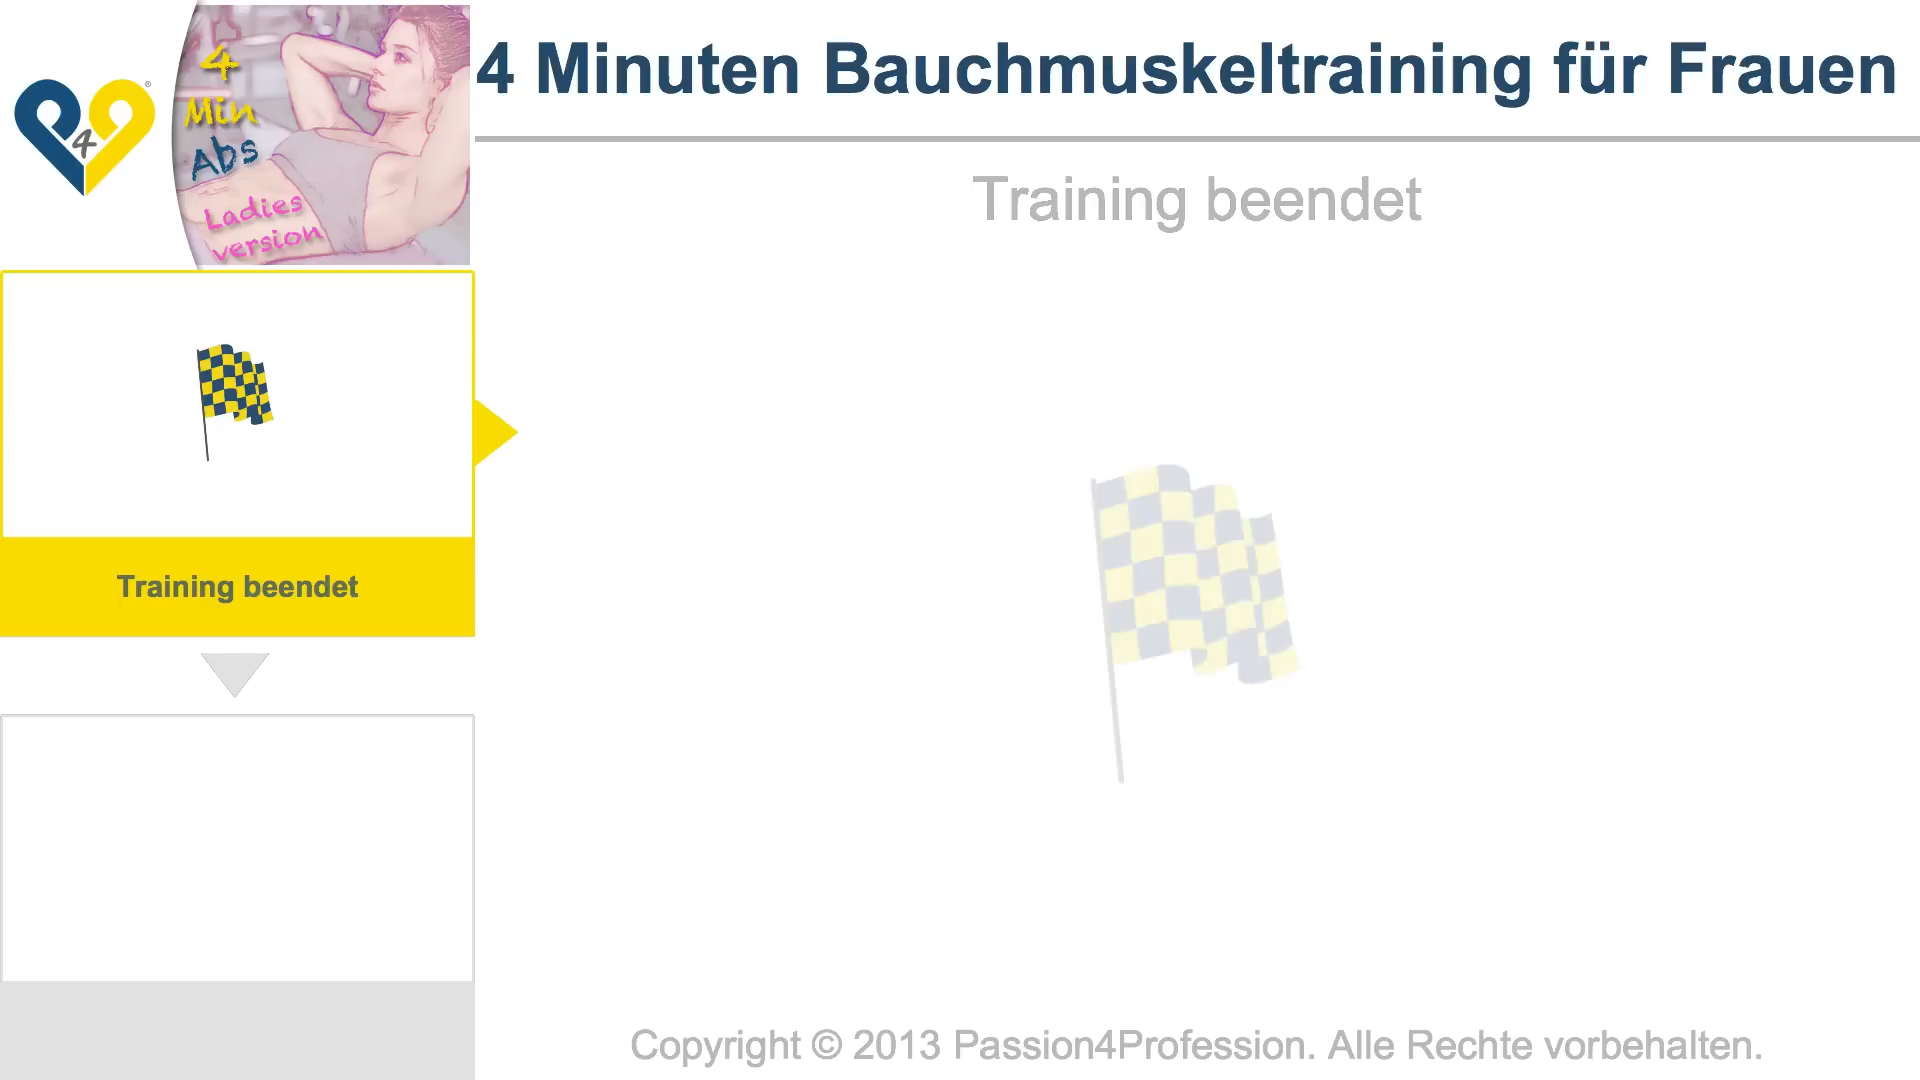 P4
®
4
Min
Abs
Ladies
version
4 Minuten Bauchmuskeltraining für Frauen
Training beendet
Training beendet
Copyright © 2013 Passion4Profession. Alle Rechte vorbehalten.